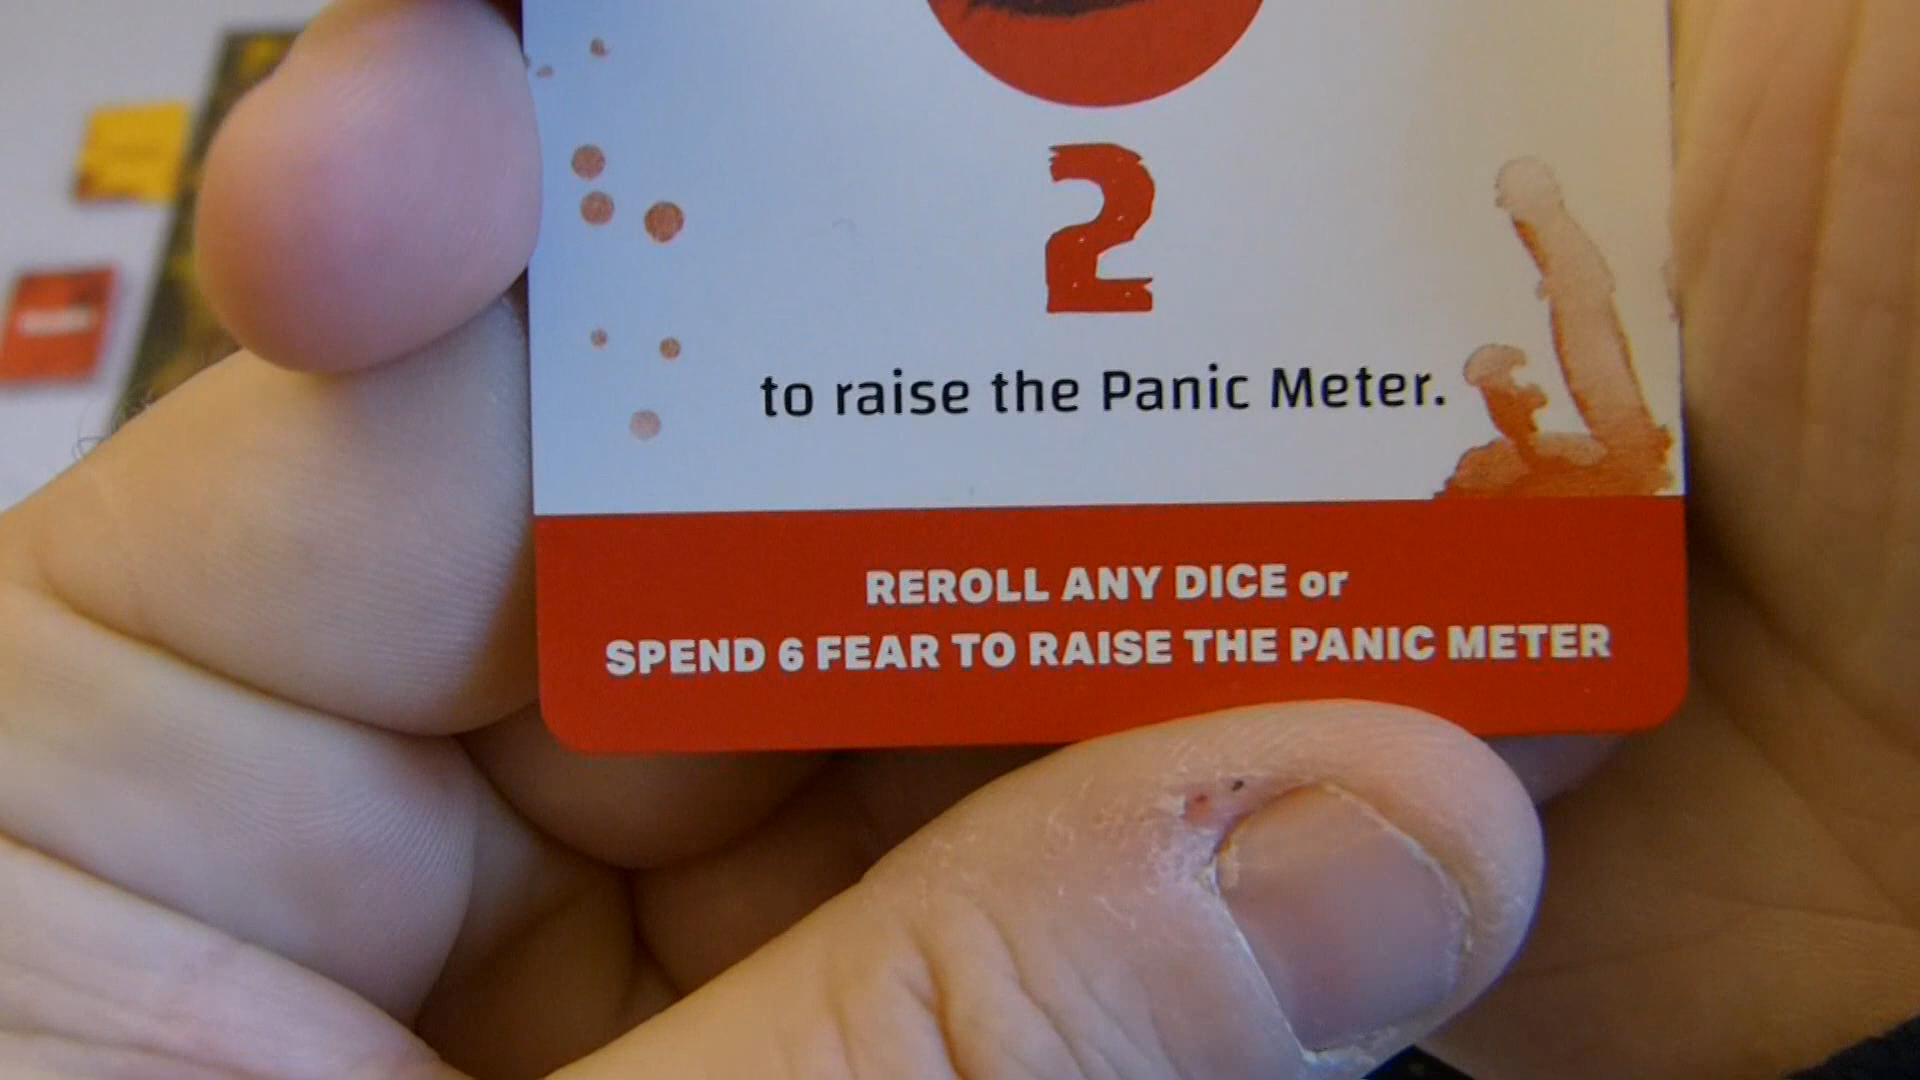 2
to raise the Panic Meter.
REROLL ANY DICE or
SPEND 6 FEAR TO RAISE THE PANIC METER